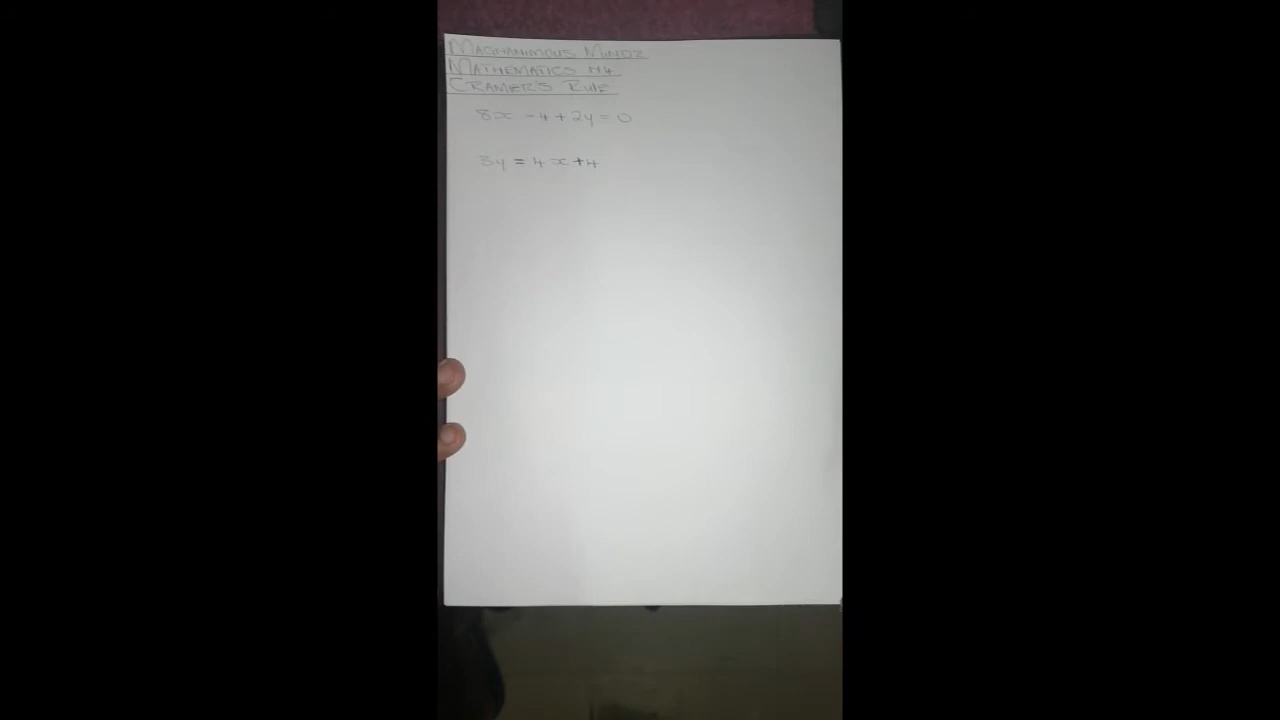 MAGNANIMOUS MINDZ
MATHEMATICS N4
CRAMER'S RULE
8x - 4 + 2y = 0
3y = 4x + 4